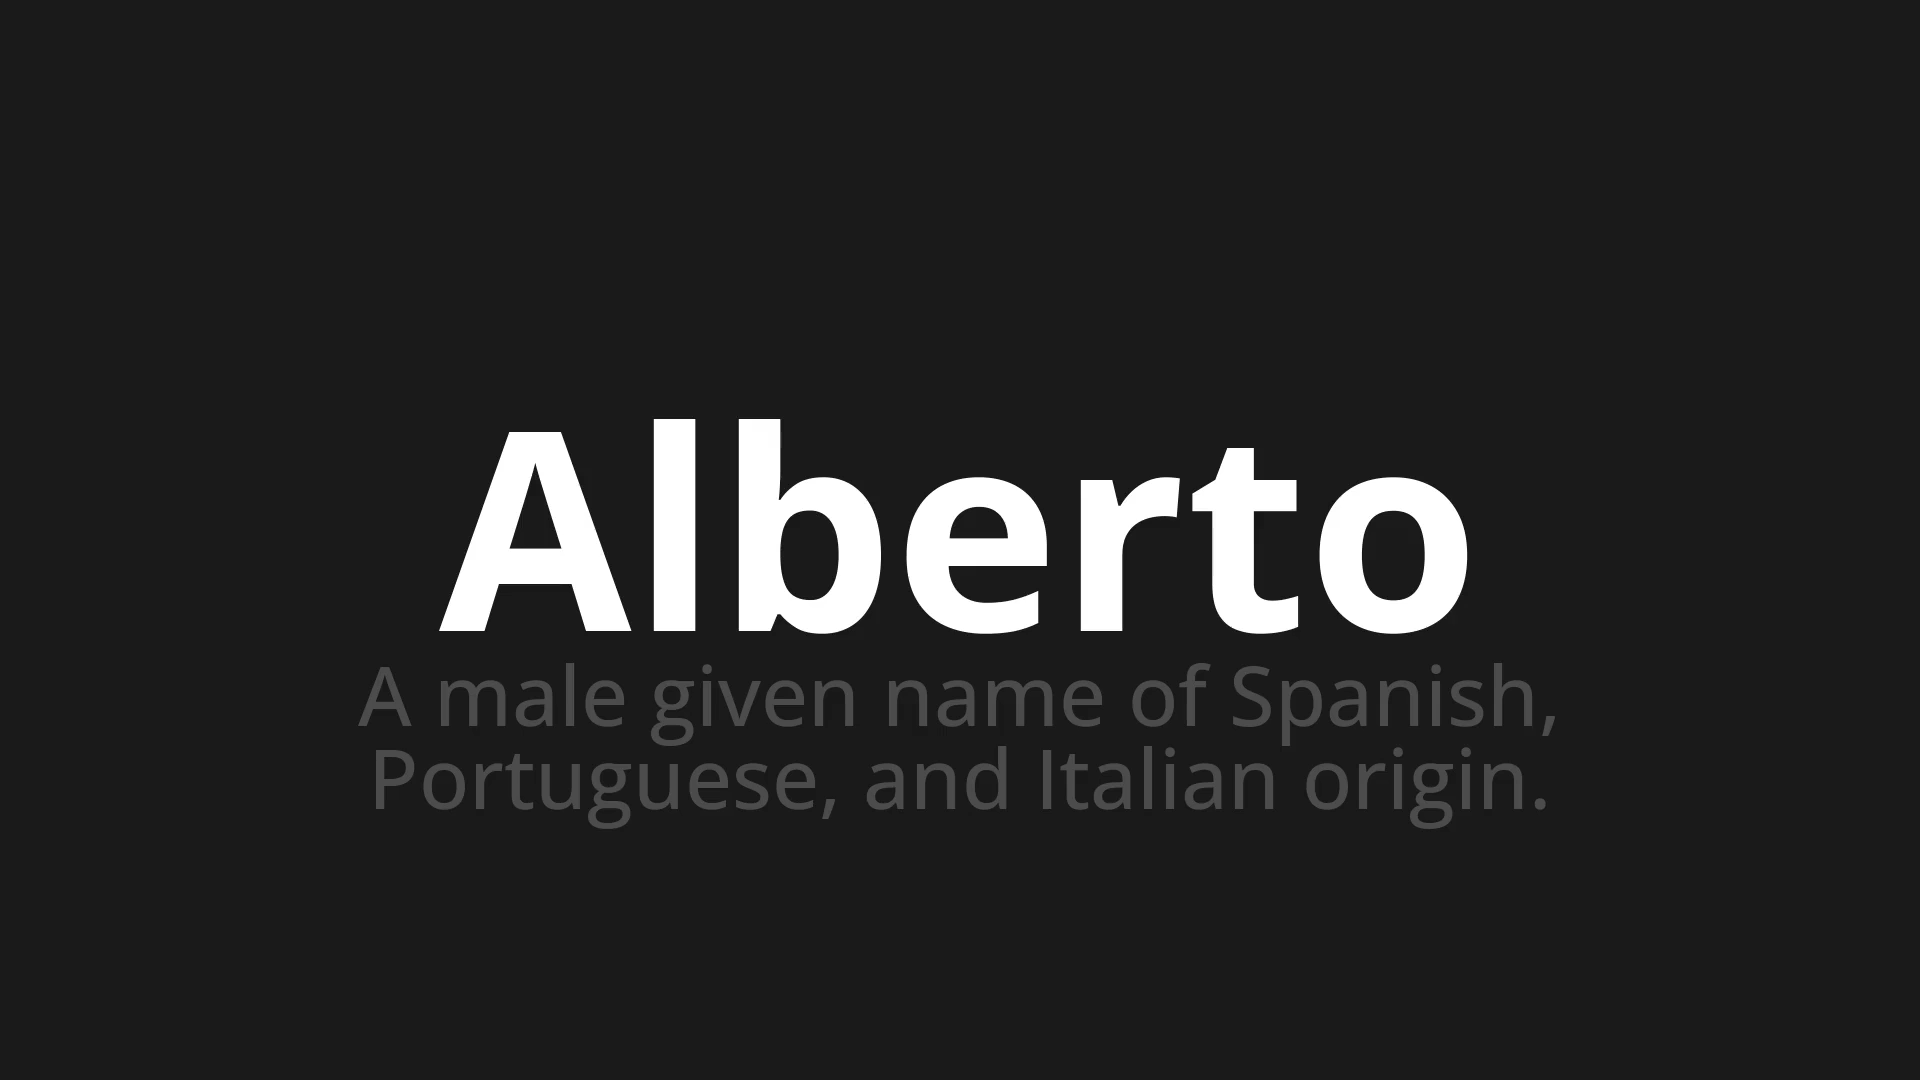 Alberto
A male given name of Spanish,
Portuguese, and Italian origin.